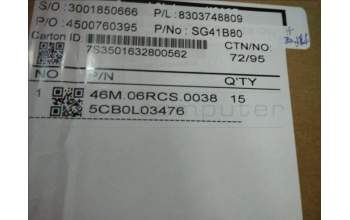 S/O :3001850666 P/L :8303748809
P/O :4500760395 P/No : SG41B80
Carton ID
CTN/NO:
7S3501632800562
72/95
NO P/N Q'TY
1 46M.06RCS.0038 15
5CB0L03476